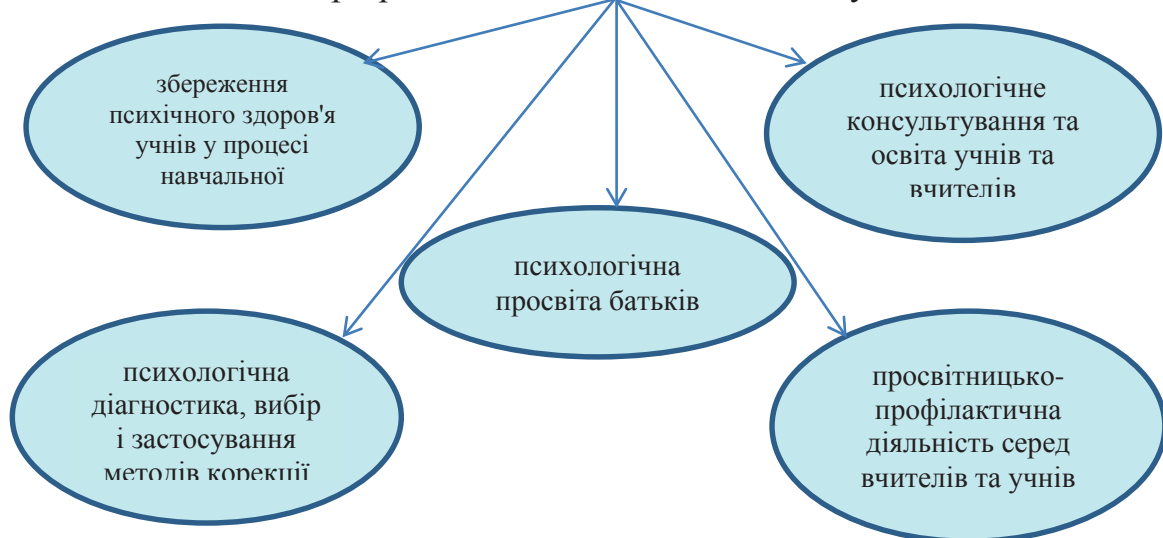 збереження
психічного здоров'я
учнів у процесі
навчальної
психологічне
консультування та
освіта учнів та
вчителів
психологічна
просвіта батьків
психологічна
діагностика, вибір
і застосування
методів корекції
просвітницько-
профілактична
діяльність серед
вчителів та учнів